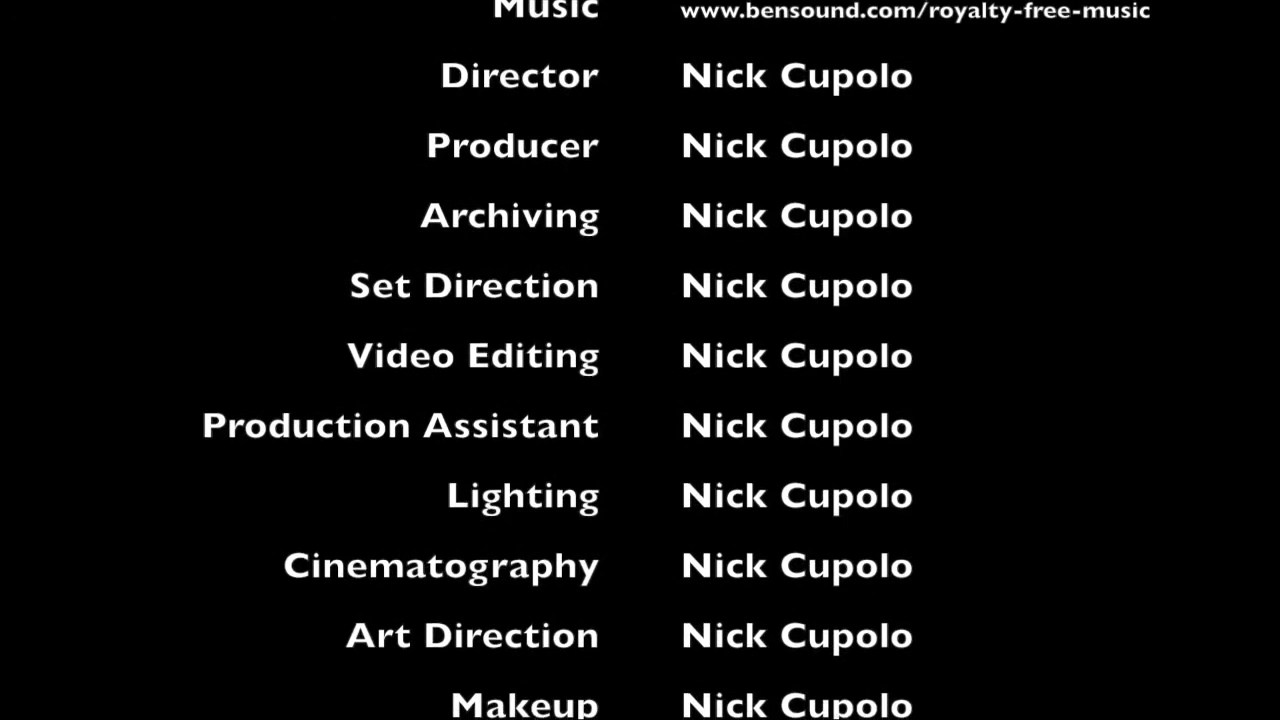 Music www.bensound.com/royalty-free-music
Director Nick Cupolo
Producer Nick Cupolo
Archiving Nick Cupolo
Set Direction Nick Cupolo
Video Editing Nick Cupolo
Production Assistant Nick Cupolo
Lighting Nick Cupolo
Cinematography Nick Cupolo
Art Direction Nick Cupolo
Makeup Nick Cupolo